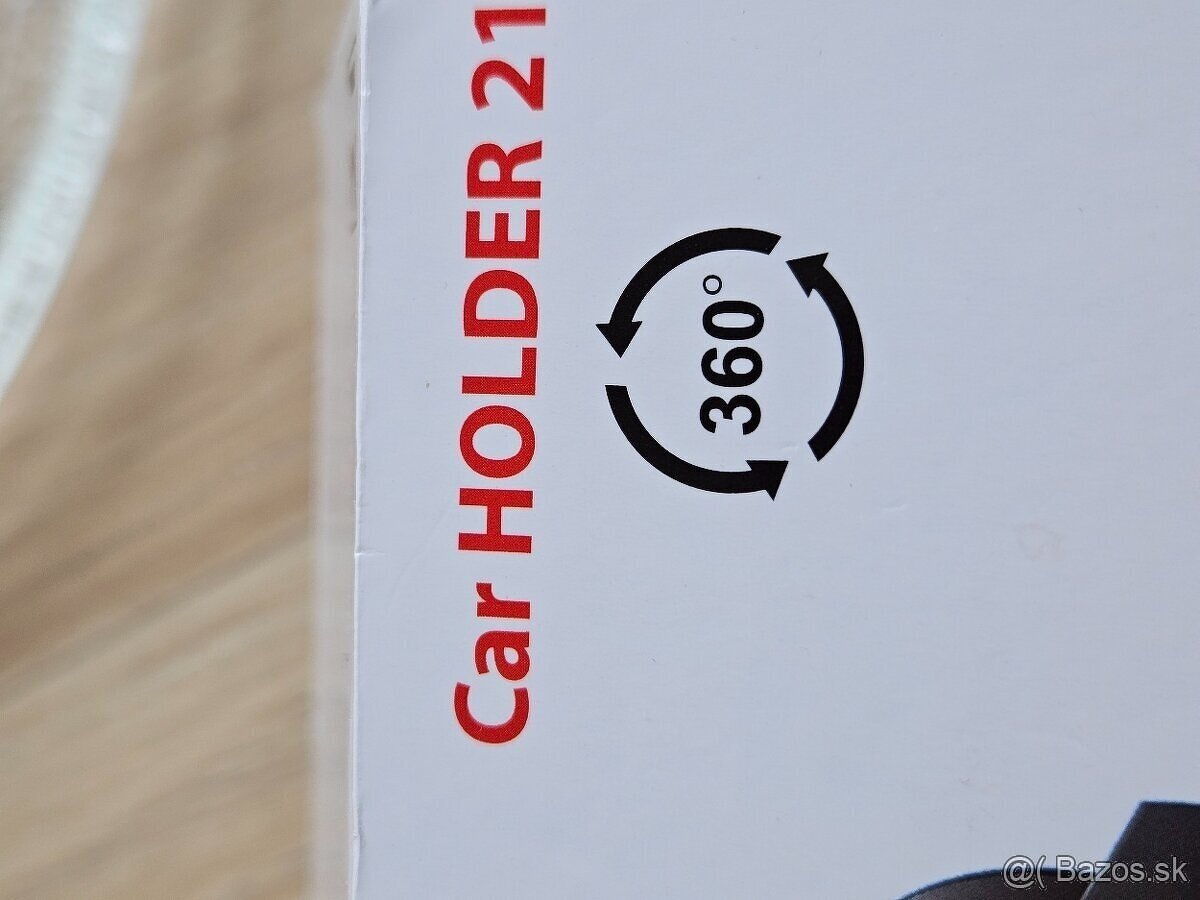 Car HOLDER 21
360°
@( Bazos.sk